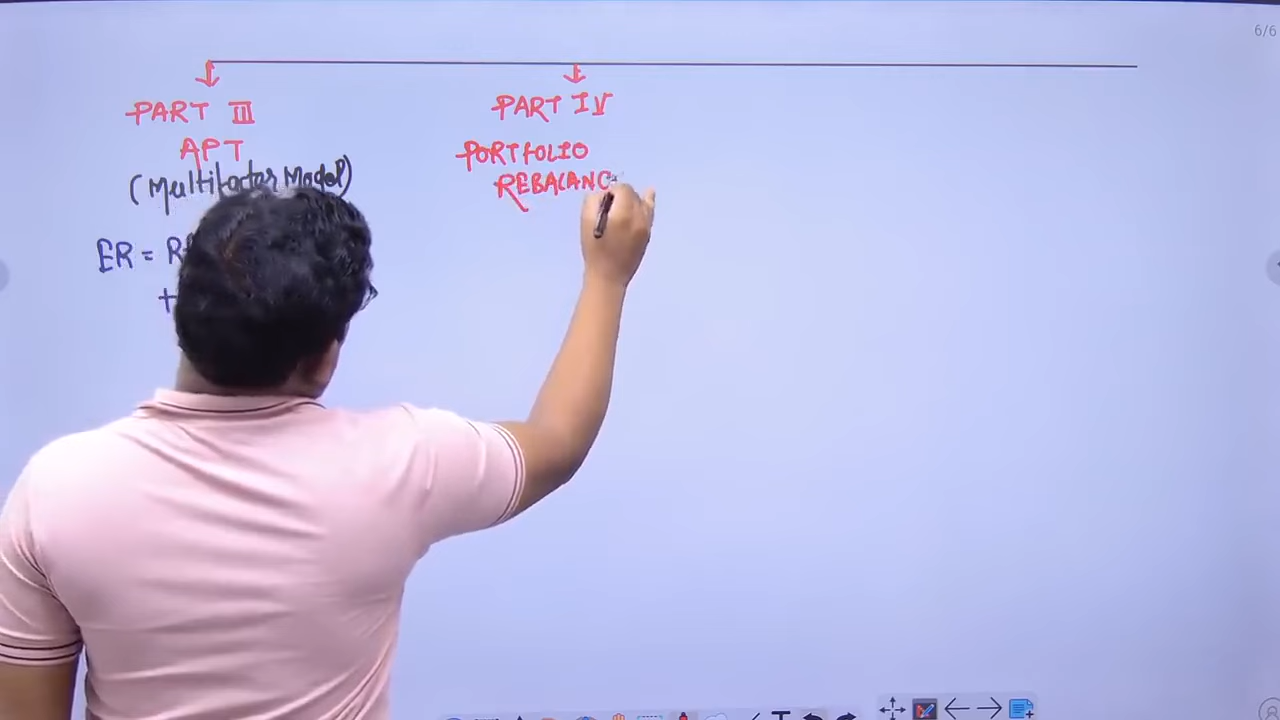 6/6
PART III
APT
(Multifactor Model)
ER =
+
PART IV
PORTFOLIO
REBALANC